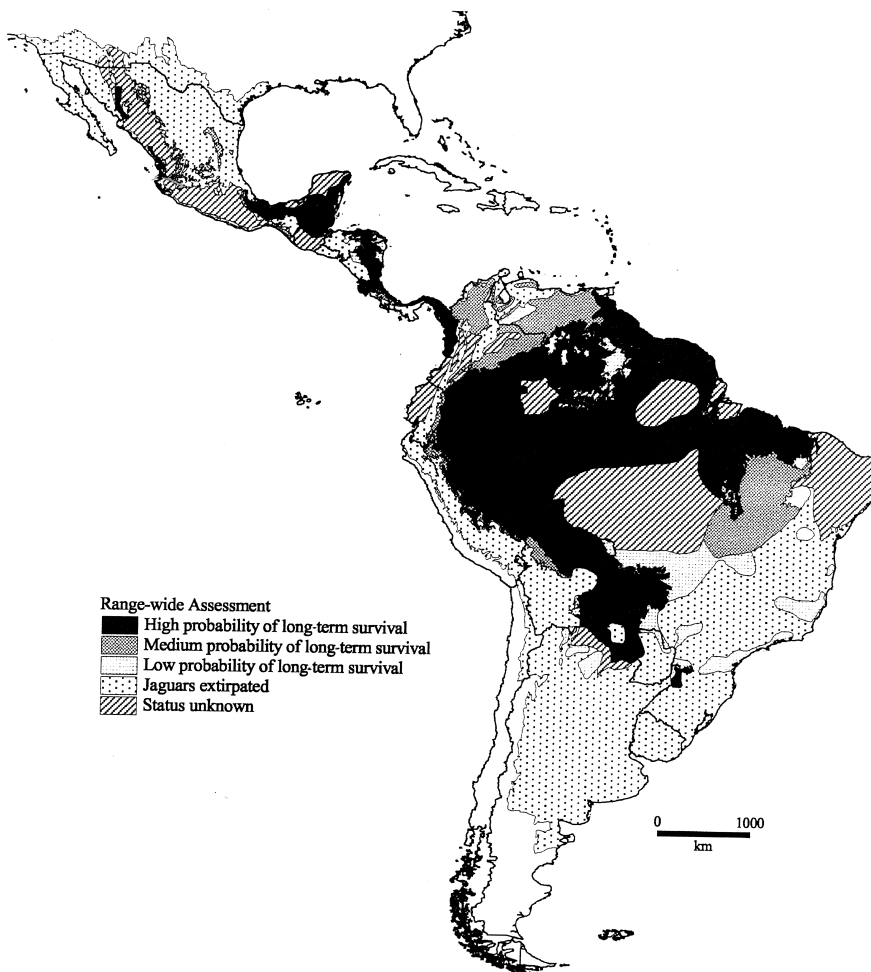 Range-wide Assessment
High probability of long-term survival
Medium probability of long-term survival
Low probability of long-term survival
Jaguars extirpated
Status unknown
0 1000
km